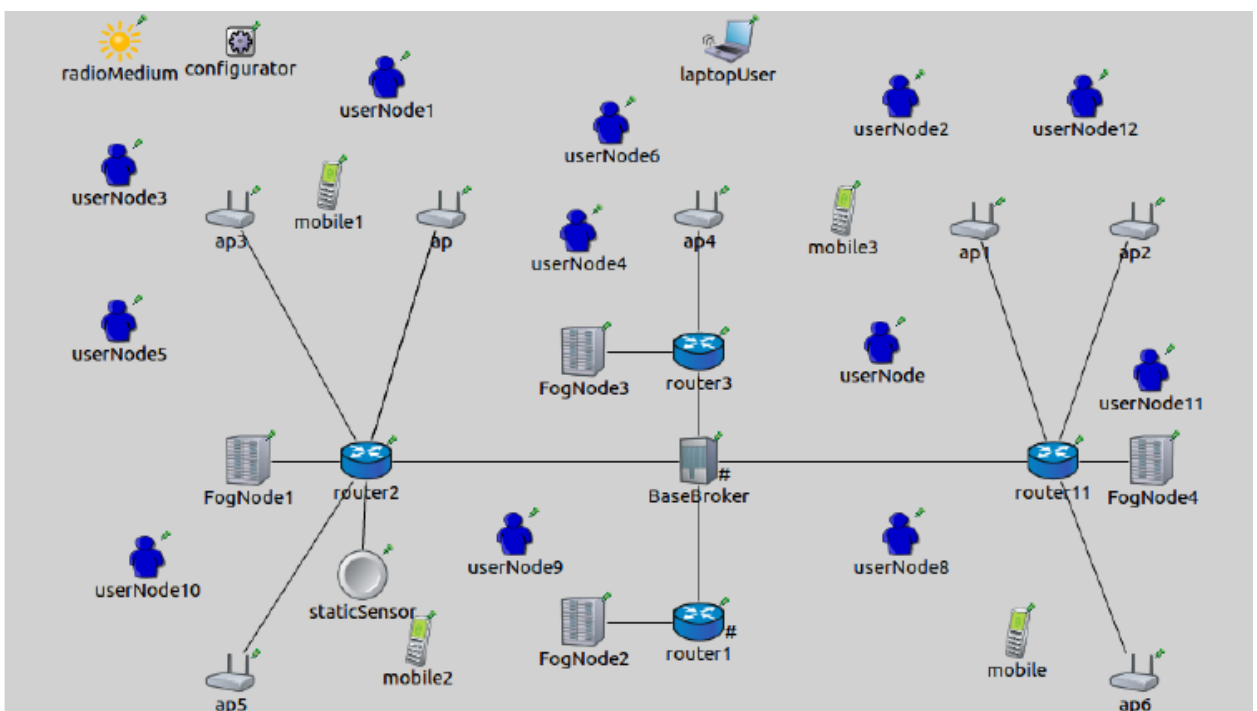 radioMedium
configurator
laptopUser
userNode1
userNode6
userNode2
userNode12
userNode3
mobile1
ap3
ap
userNode4
ap4
mobile3
ap1
ap2
userNode5
FogNode3
router3
userNode
userNode11
FogNode1
router2
BaseBroker
#
router11
FogNode4
userNode10
staticSensor
userNode9
userNode8
mobile2
FogNode2
router1
#
mobile
ap5
ap6